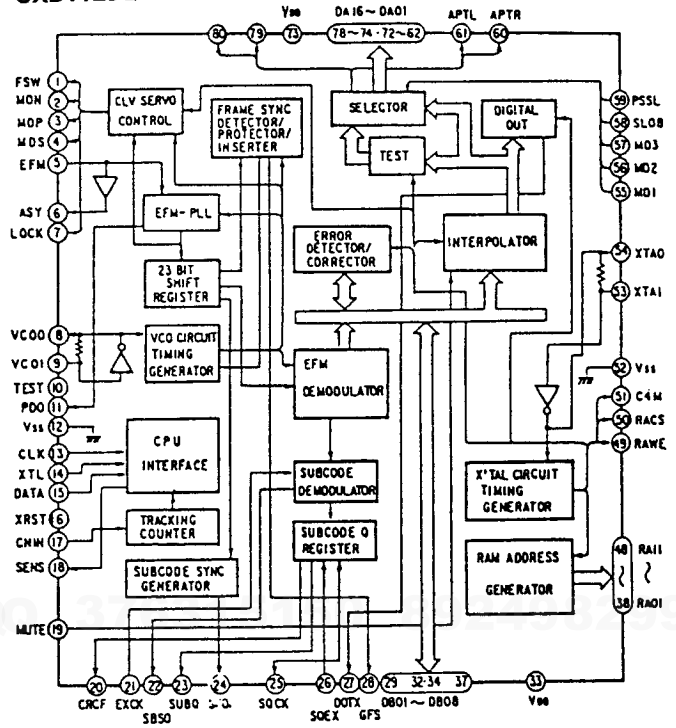 Vss DA16~DA01 APTL APTR
80 79 73 78~74·72~62 61 60
FSW 1
MON 2
MDP 3
MDS 4
EFM 5
ASY 6
LOCK 7
VCOO 8
VCOI 9
TEST 10
PDO 11
Vss 12
CLK 13
XTL 14
DATA 15
XRST 16
CNIN 17
SENS 18
MUTE 19
CLV SERVO
CONTROL
FRAME SYNC
DETECTOR/
PROTECTOR/
INSERTER
SELECTOR
DIGITAL
OUT
TEST
EFM-PLL
ERROR
DETECTOR/
CORRECTOR
INTERPOLATOR
23 BIT
SHIFT
REGISTER
VCO CIRCUIT
TIMING
GENERATOR
EFM
DEMODULATOR
CPU
INTERFACE
SUBCODE
DEMODULATOR
X'TAL CIRCUIT
TIMING
GENERATOR
TRACKING
COUNTER
SUBCODE Q
REGISTER
SUBCODE SYNC
GENERATOR
RAM ADDRESS
GENERATOR
59 PSSL
58 SLOB
57 MD3
56 MD2
55 MD1
54 XTAO
53 XTAI
52 Vss
51 C4M
50 RACS
49 RAWE
48 RA11
38 RA01
20 21 22 23 24 25 26 27 28 29 32·34 37 33
CRCF EXCK SBSO SUBQ SQCK SQEX DOTX GFS DB01~DB08